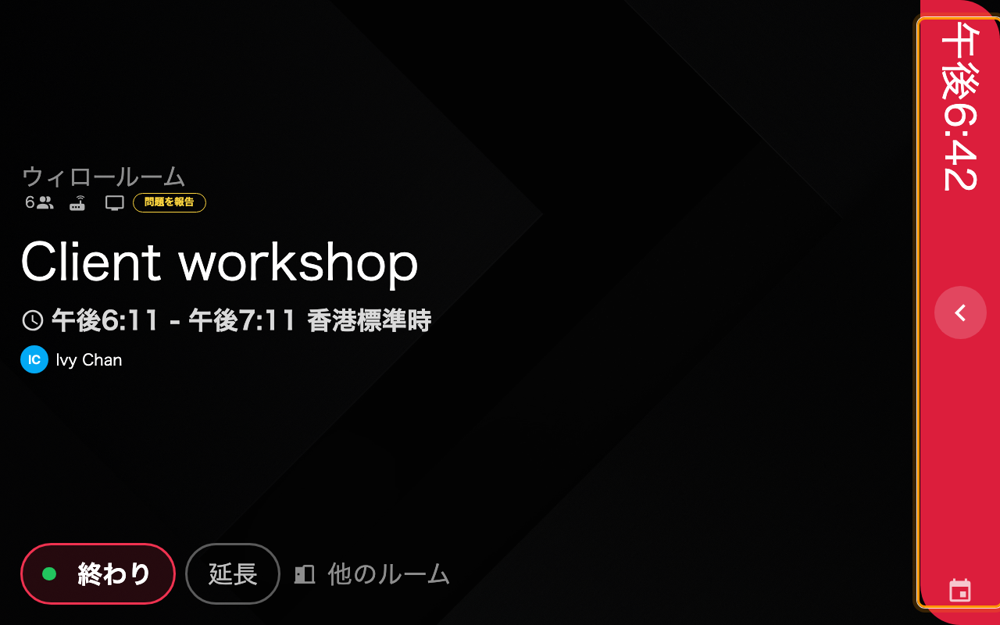 ウィロールーム
6
問題を報告
Client workshop
午後6:11 - 午後7:11 香港標準時
IC Ivy Chan
終わり
延長
他のルーム
午後6:42